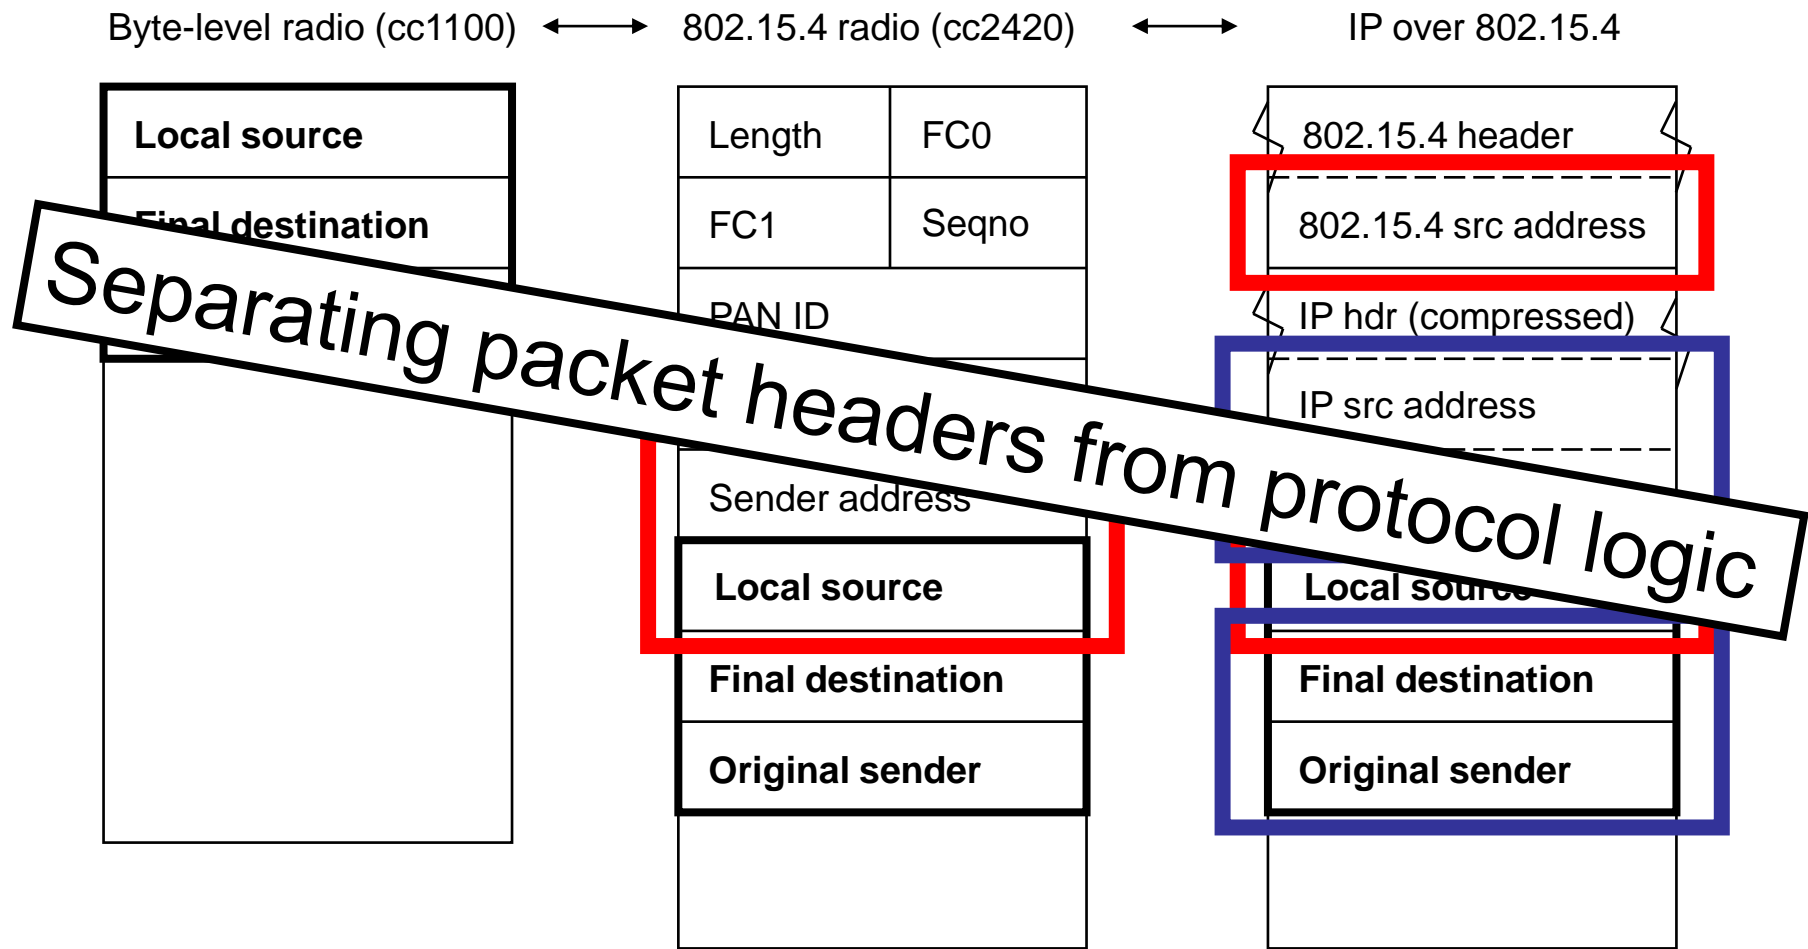 Byte-level radio (cc1100)
802.15.4 radio (cc2420)
IP over 802.15.4
Local source
Final destination
Length
FC0
FC1
Seqno
PAN ID
Sender address
Local source
Final destination
Original sender
802.15.4 header
802.15.4 src address
IP hdr (compressed)
IP src address
Local source
Final destination
Original sender
Separating packet headers from protocol logic